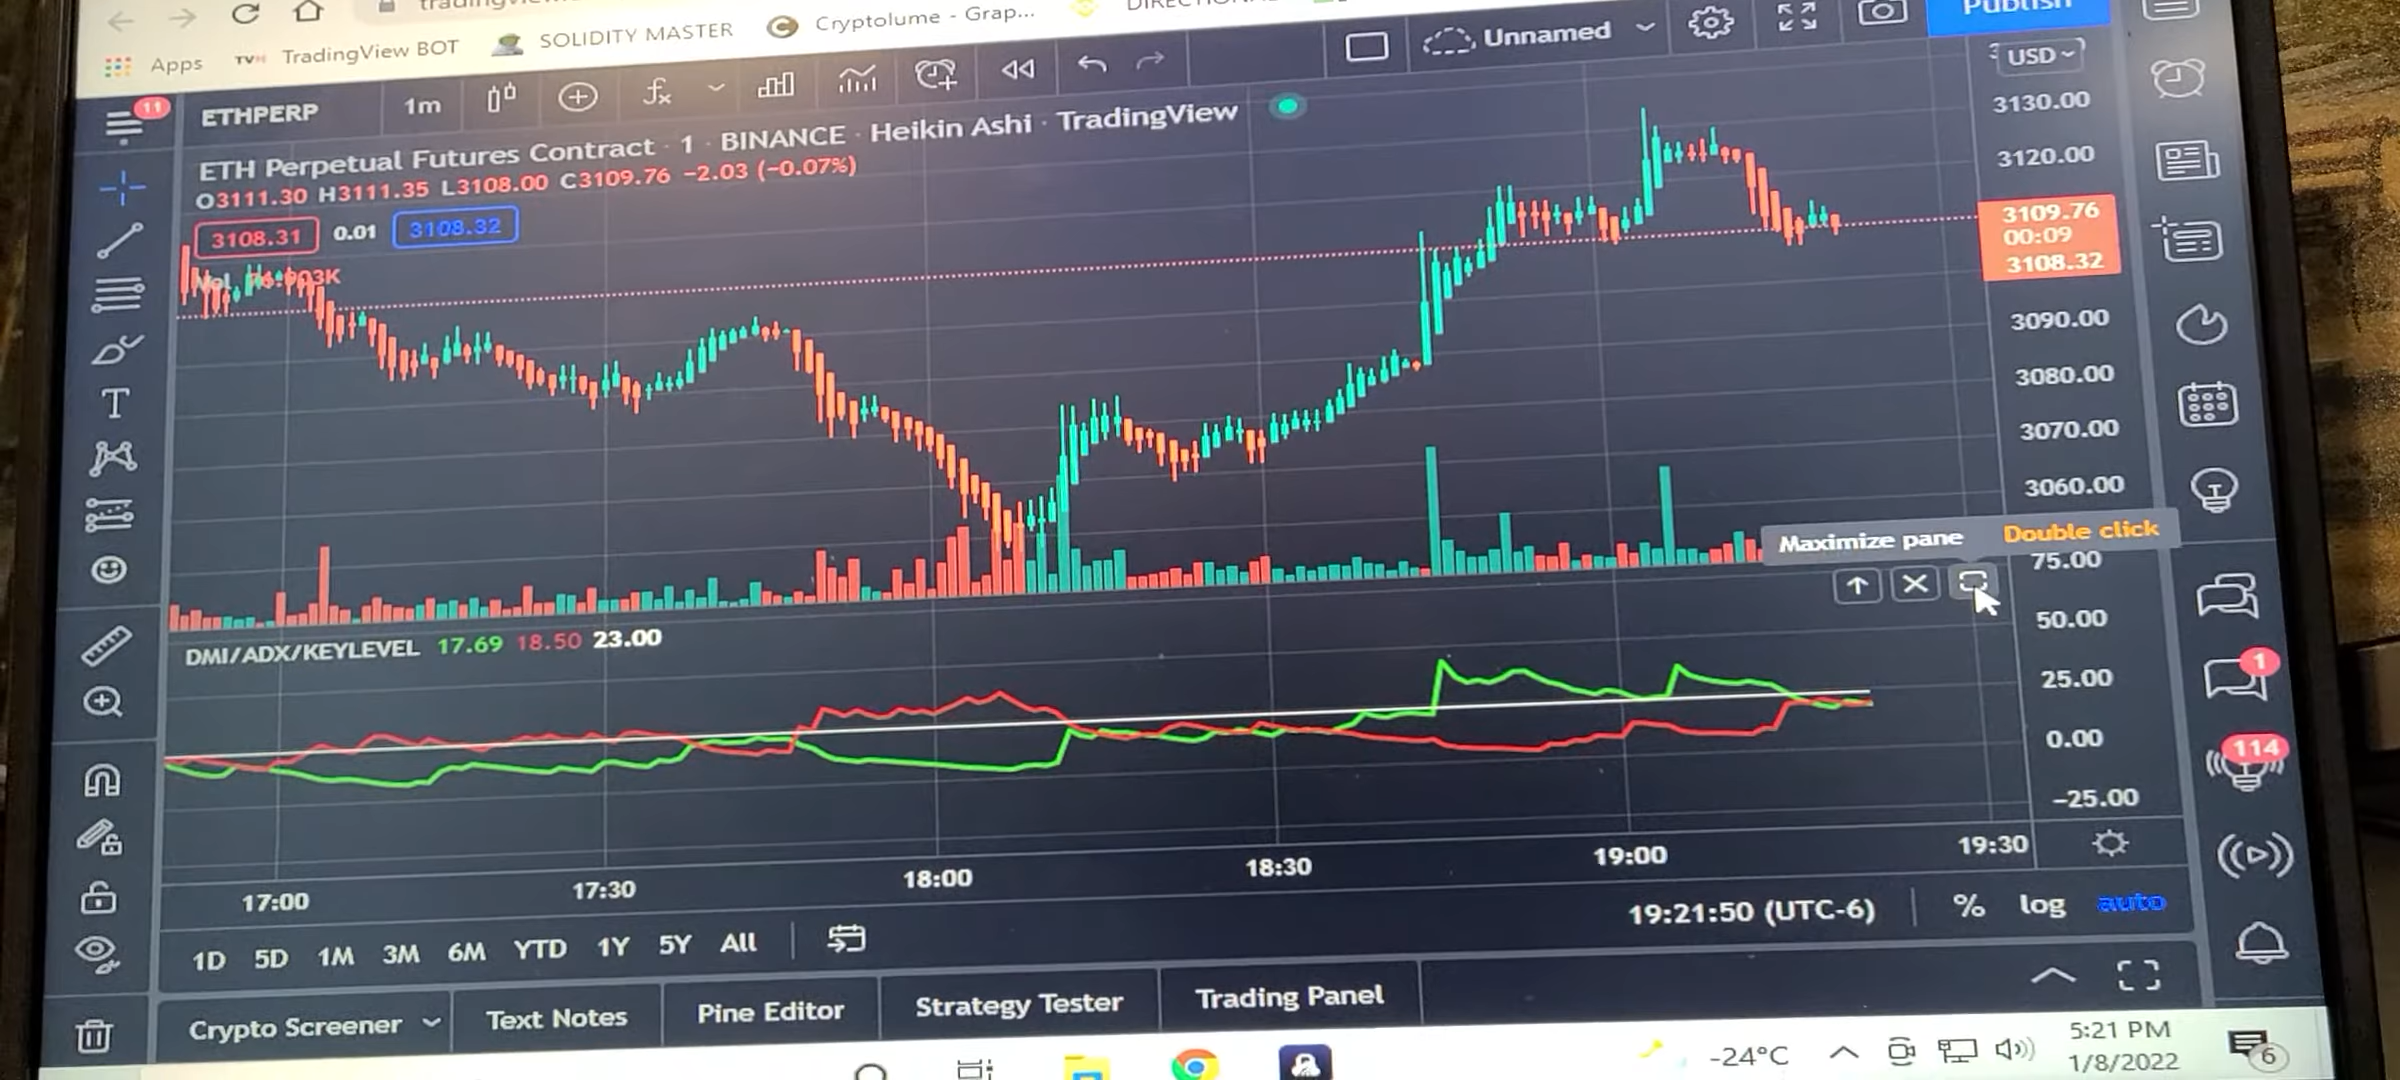 Apps TradingView BOT SOLIDITY MASTER Cryptolume - Grap...
11 ETHPERP 1m Unnamed Publish
ETH Perpetual Futures Contract · 1 · BINANCE · Heikin Ashi · TradingView
O3111.30 H3111.35 L3108.00 C3109.76 −2.03 (−0.07%)
3108.31 0.01 3108.32
USD
3130.00
3120.00
3109.76
00:09
3108.32
3090.00
3080.00
3070.00
3060.00
Maximize pane Double click
75.00
50.00
25.00
0.00
−25.00
DMI/ADX/KEYLEVEL 17.69 18.50 23.00
17:00 17:30 18:00 18:30 19:00 19:30
1
114
1D 5D 1M 3M 6M YTD 1Y 5Y All 19:21:50 (UTC-6) % log auto
Crypto Screener Text Notes Pine Editor Strategy Tester Trading Panel
-24°C 5:21 PM
1/8/2022
6